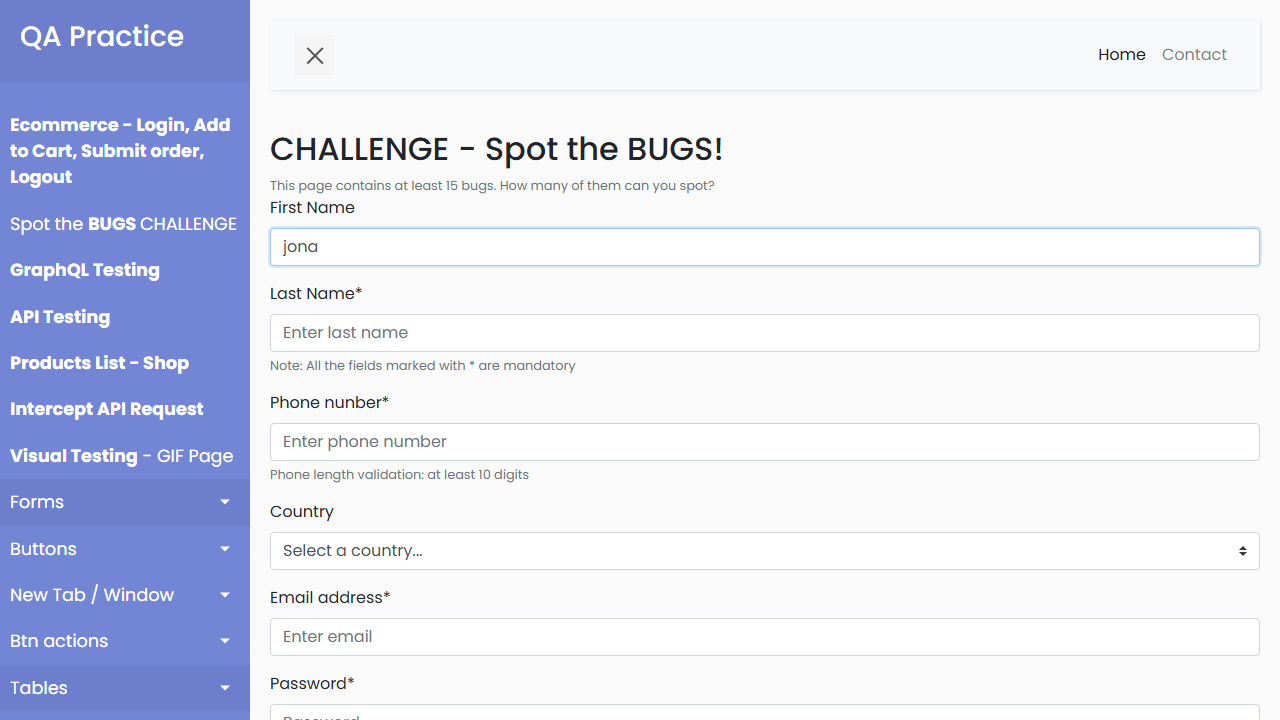 QA Practice
Ecommerce - Login, Add
to Cart, Submit order,
Logout
Spot the BUGS CHALLENGE
GraphQL Testing
API Testing
Products List - Shop
Intercept API Request
Visual Testing - GIF Page
Forms
Buttons
New Tab / Window
Btn actions
Tables
Home Contact
CHALLENGE - Spot the BUGS!
This page contains at least 15 bugs. How many of them can you spot?
First Name
jona
Last Name*
Enter last name
Note: All the fields marked with * are mandatory
Phone nunber*
Enter phone number
Phone length validation: at least 10 digits
Country
Select a country...
Email address*
Enter email
Password*
Password